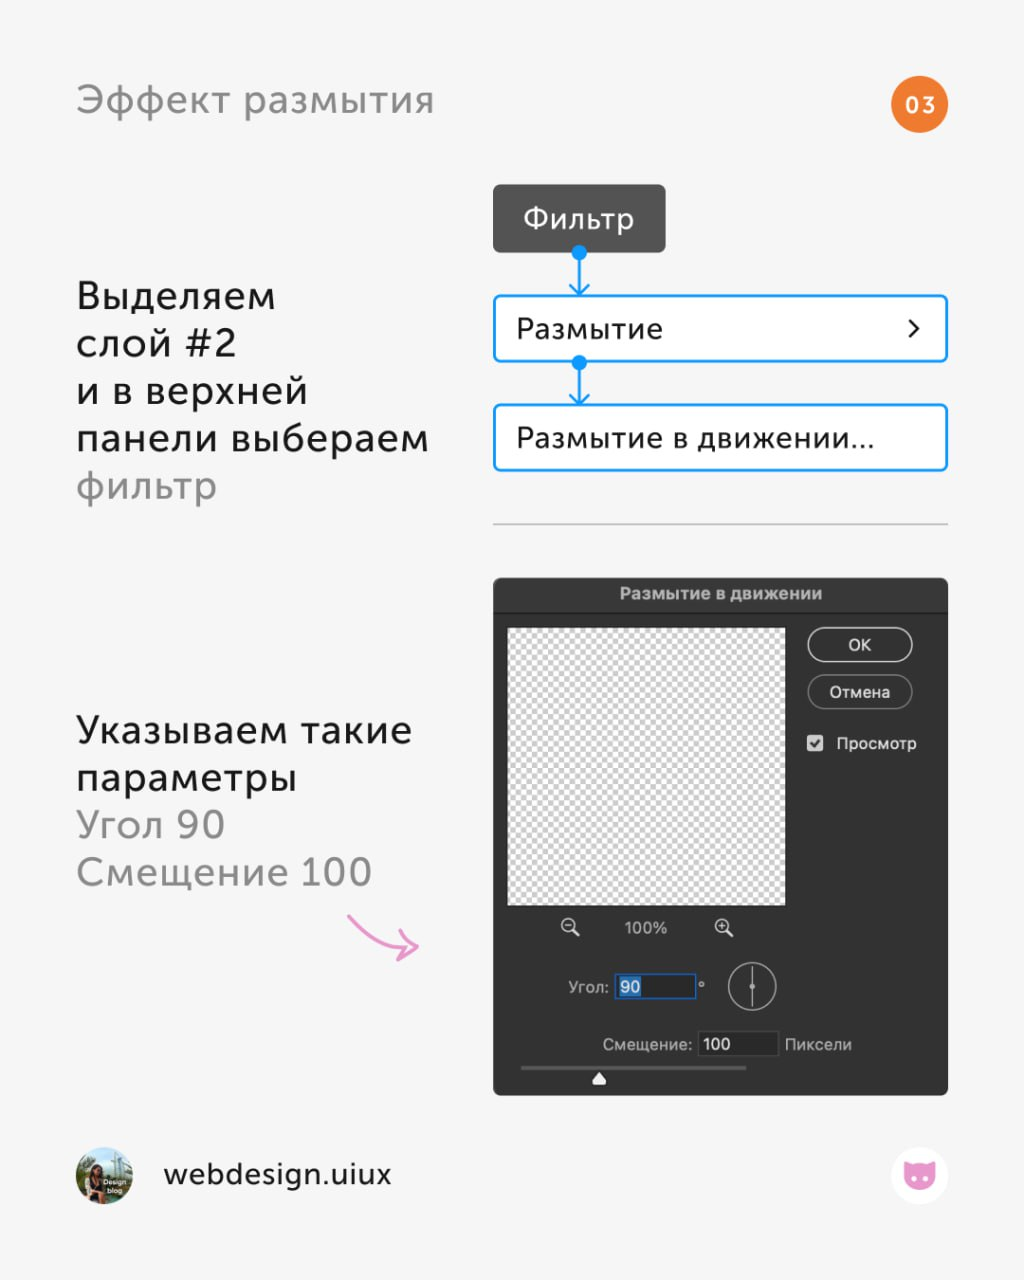 Эффект размытия
03
Фильтр
Размытие
Размытие в движении...
Выделяем
слой #2
и в верхней
панели выбераем
фильтр
Размытие в движении
ОК
Отмена
Просмотр
100%
Угол: 90 °
Смещение: 100 Пиксели
Указываем такие
параметры
Угол 90
Смещение 100
Design
blog
webdesign.uiux